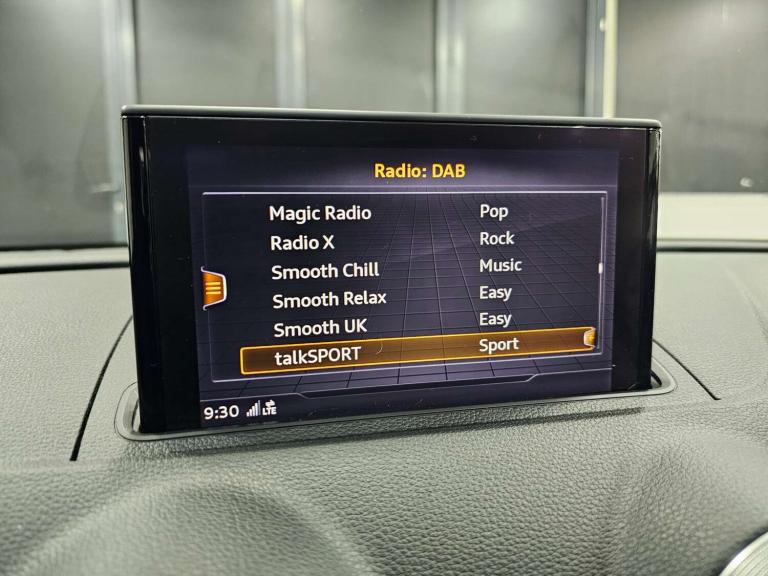 Radio: DAB
Magic Radio Pop
Radio X Rock
Smooth Chill Music
Smooth Relax Easy
Smooth UK Easy
talkSPORT Sport
9:30 LTE